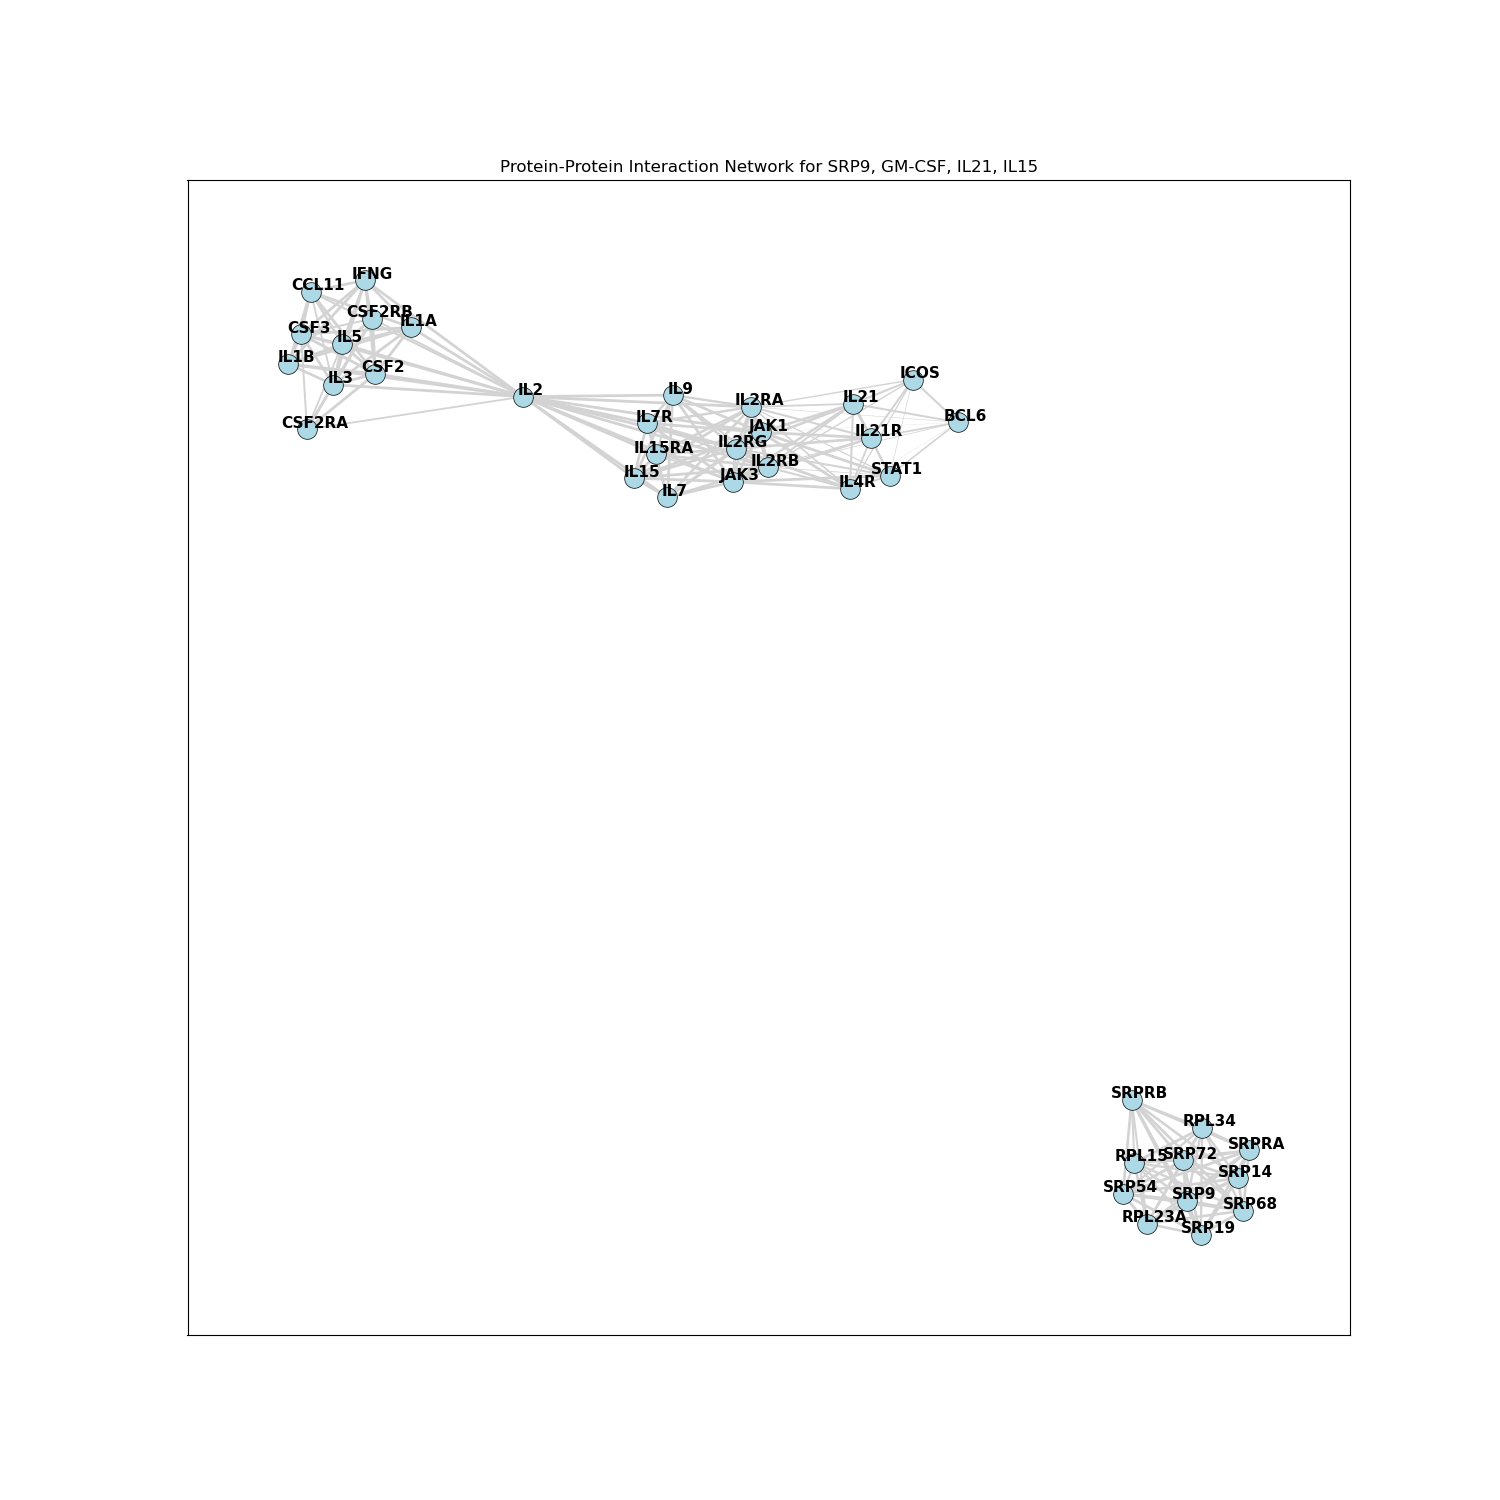 Protein-Protein Interaction Network for SRP9, GM-CSF, IL21, IL15
IFNG
CCL11
CSF2RB
IL1A
CSF3
IL5
IL1B
CSF2
IL3
CSF2RA
IL2
IL9
IL7R
IL2RA
JAK1
IL2RG
IL15RA
IL2RB
IL15
JAK3
IL7
ICOS
IL21
BCL6
IL21R
STAT1
IL4R
SRPRB
RPL34
SRPRA
RPL15
SRP72
SRP14
SRP54
SRP9
SRP68
RPL23A
SRP19